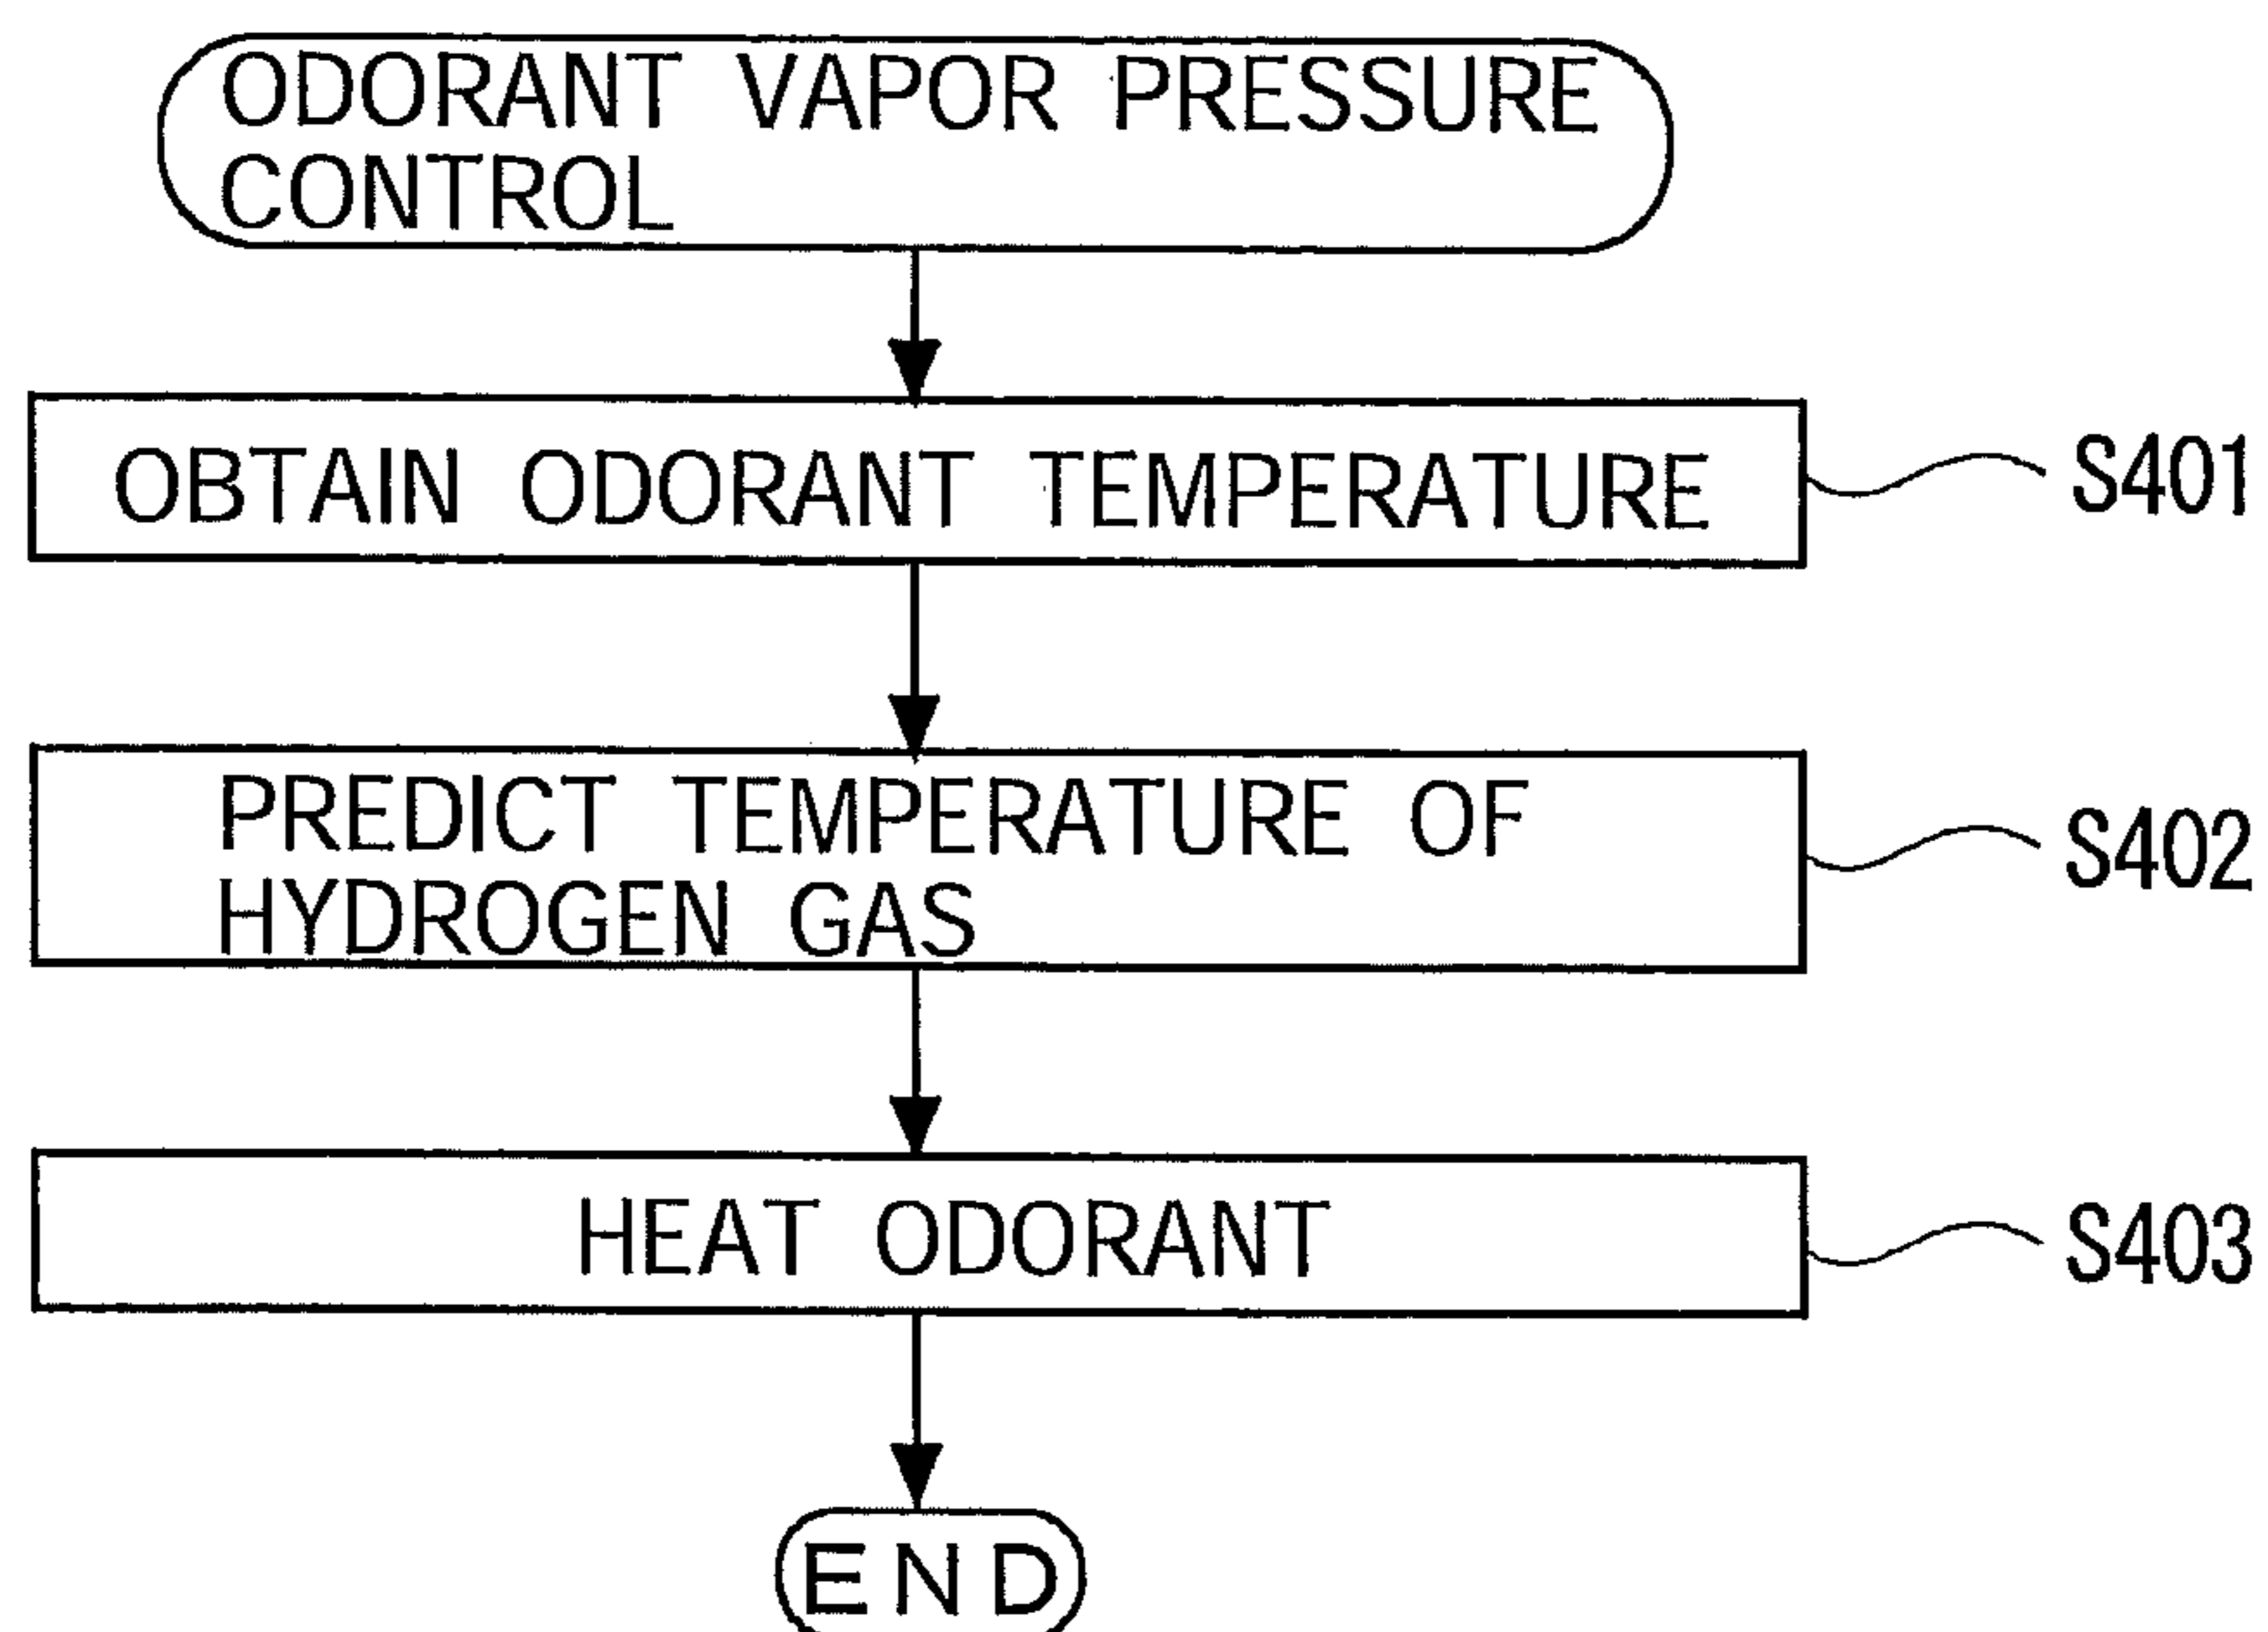 ODORANT VAPOR PRESSURE
CONTROL
OBTAIN ODORANT TEMPERATURE
S401
PREDICT TEMPERATURE OF
HYDROGEN GAS
S402
HEAT ODORANT
S403
END